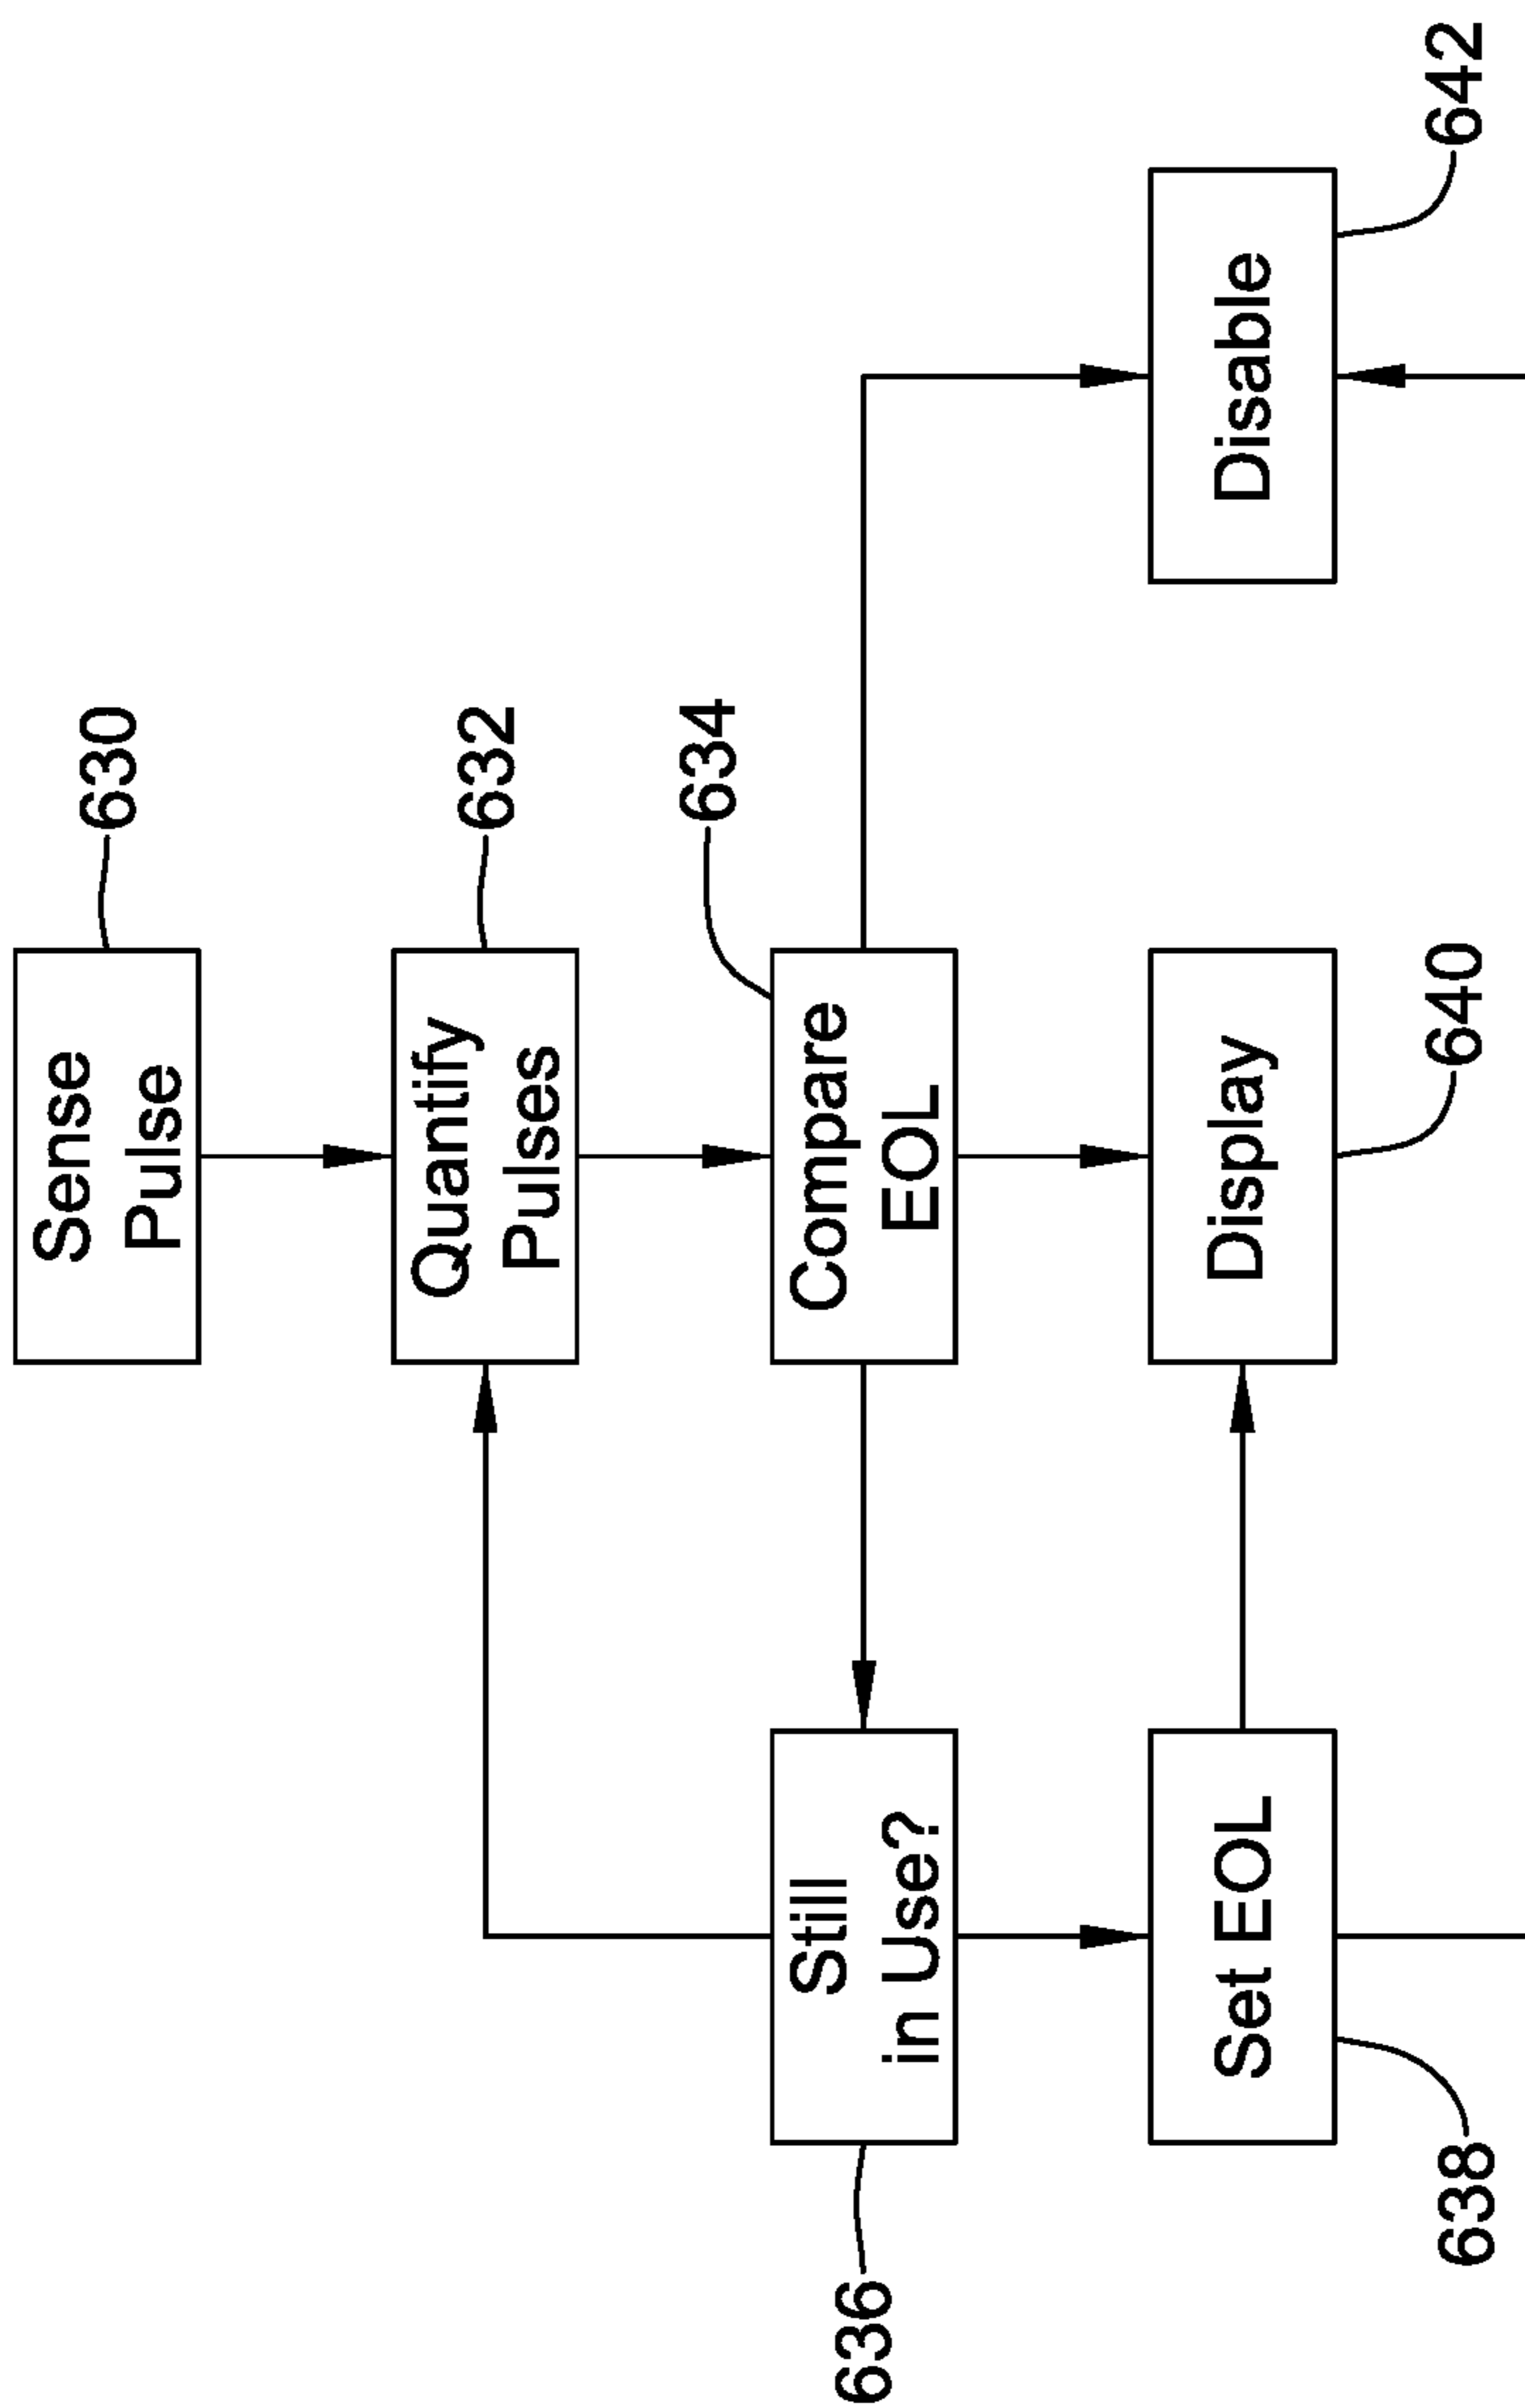 Sense
Pulse
630
Quantify
Pulses
632
Compare
EOL
634
Still
in Use?
636
Set EOL
638
Display
640
Disable
642